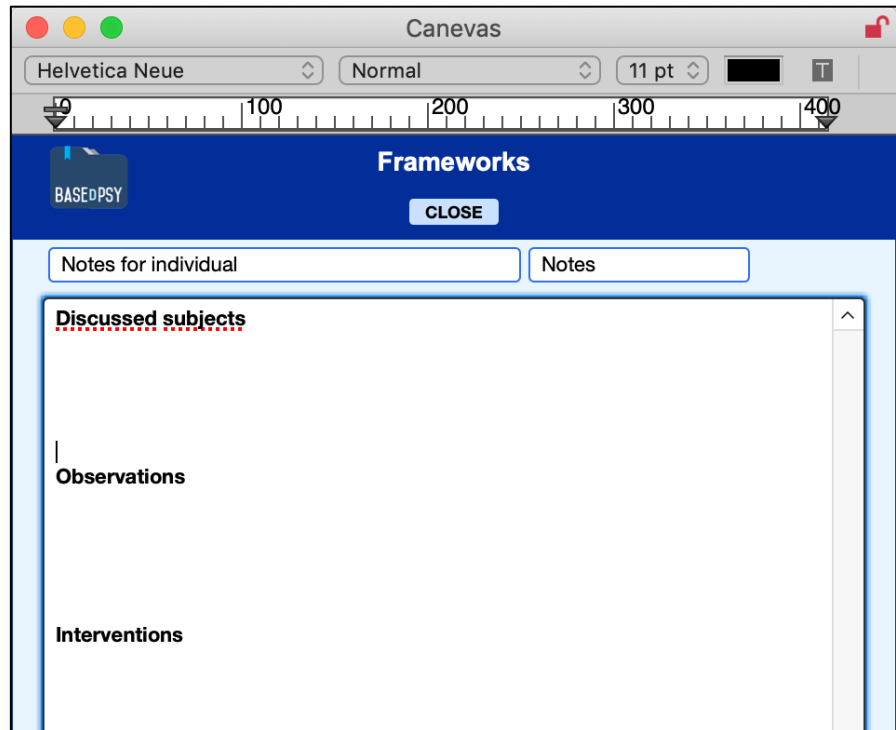 Canevas
Helvetica Neue Normal 11 pt T
0 100 200 300 400
Frameworks
BASEDPSY
CLOSE
Notes for individual Notes
Discussed subjects
Observations
Interventions